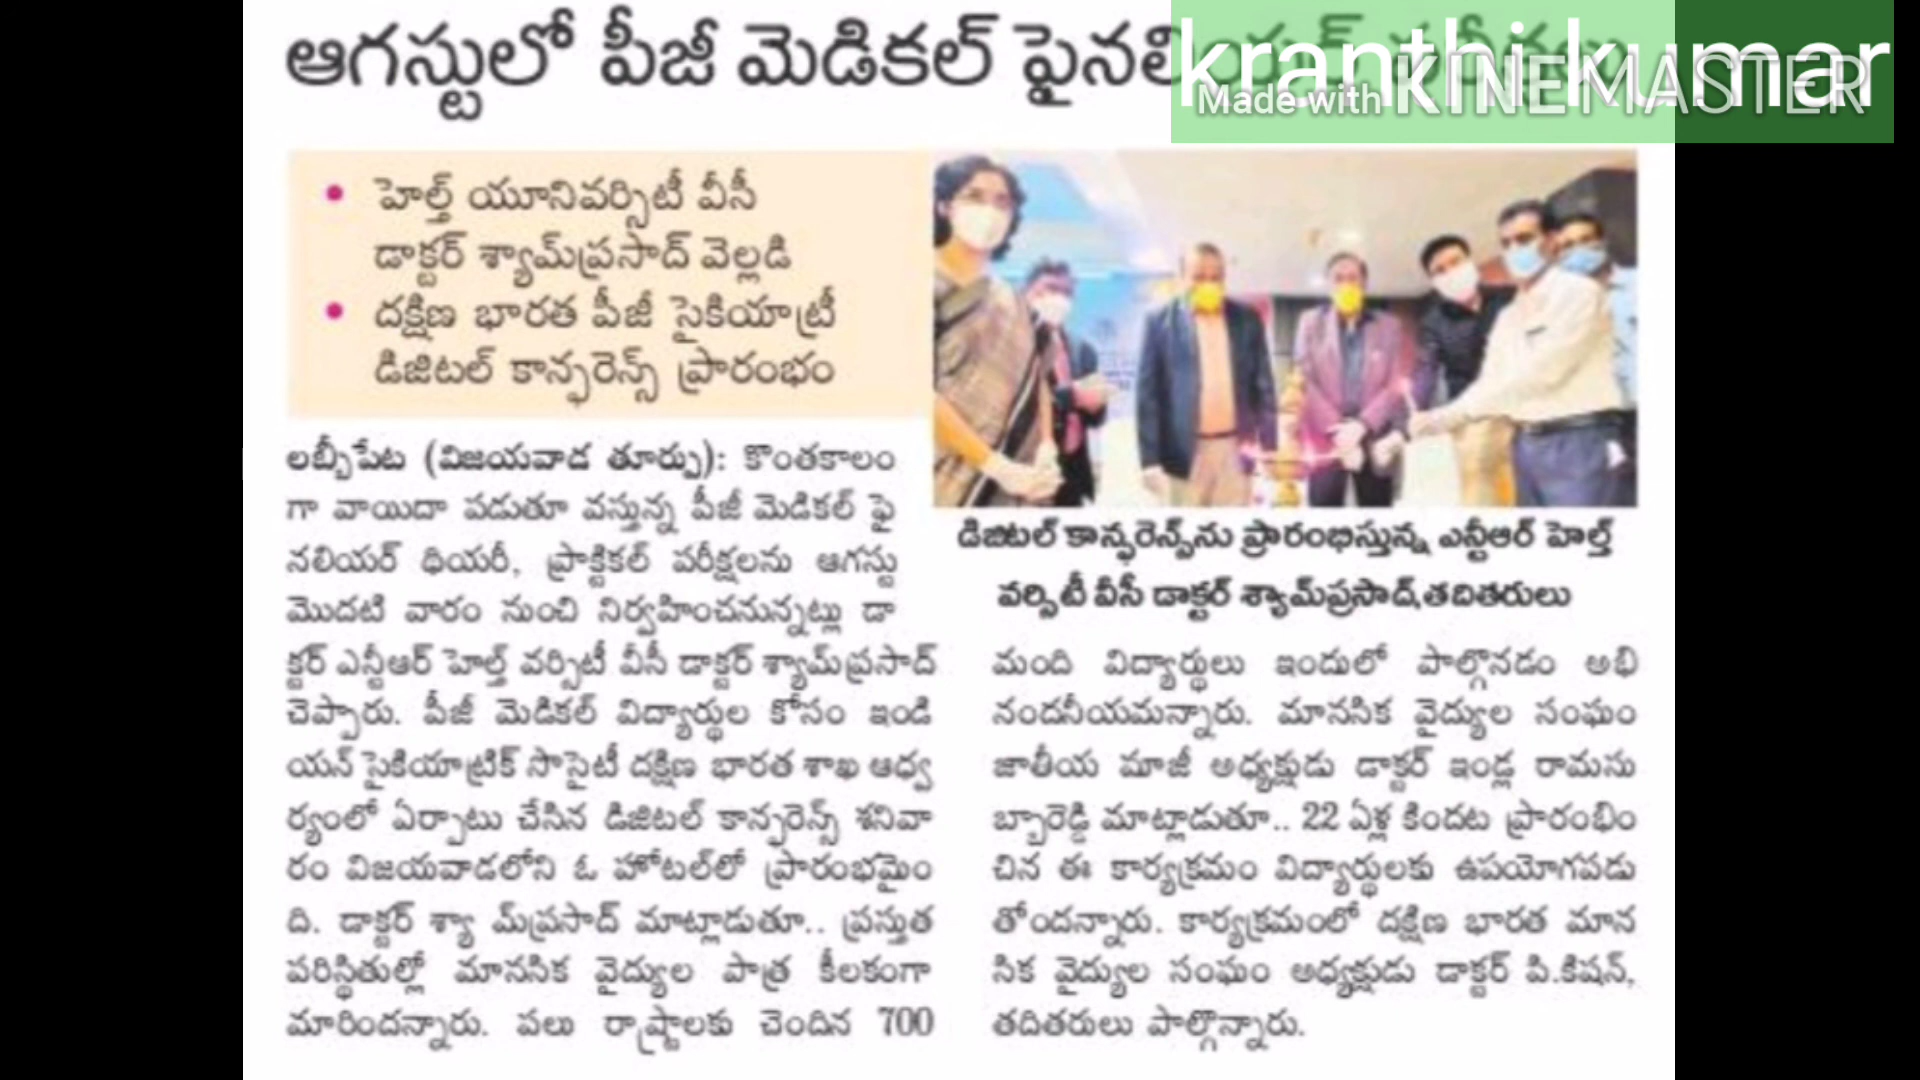 ఆగస్టులో పీజీ మెడికల్ ఫైనలియర్ పరీక్షలు
kranthi kumar
Made with KINEMASTER
• హెల్త్ యూనివర్సిటీ వీసీ
డాక్టర్ శ్యామ్‌ప్రసాద్ వెల్లడి
• దక్షిణ భారత పీజీ సైకియాట్రీ
డిజిటల్ కాన్ఫరెన్స్ ప్రారంభం
లబ్బీపేట (విజయవాడ తూర్పు): కొంతకాలం
గా వాయిదా పడుతూ వస్తున్న పీజీ మెడికల్ ఫై
నలియర్ థియరీ, ప్రాక్టికల్ పరీక్షలను ఆగస్టు
మొదటి వారం నుంచి నిర్వహించనున్నట్లు డా
క్టర్ ఎన్టీఆర్ హెల్త్ వర్సిటీ వీసీ డాక్టర్ శ్యామ్‌ప్రసాద్
చెప్పారు. పీజీ మెడికల్ విద్యార్థుల కోసం ఇండి
యన్ సైకియాట్రిక్ సొసైటీ దక్షిణ భారత శాఖ ఆధ్వ
ర్యంలో ఏర్పాటు చేసిన డిజిటల్ కాన్ఫరెన్స్ శనివా
రం విజయవాడలోని ఓ హోటల్‌లో ప్రారంభమైం
ది. డాక్టర్ శ్యా మ్‌ప్రసాద్ మాట్లాడుతూ.. ప్రస్తుత
పరిస్థితుల్లో మానసిక వైద్యుల పాత్ర కీలకంగా
మారిందన్నారు. పలు రాష్ట్రాలకు చెందిన 700
డిజిటల్ కాన్ఫరెన్స్‌ను ప్రారంభిస్తున్న ఎన్టీఆర్ హెల్త్
వర్సిటీ వీసీ డాక్టర్ శ్యామ్‌ప్రసాద్,తదితరులు
మంది విద్యార్థులు ఇందులో పాల్గొనడం అభి
నందనీయమన్నారు. మానసిక వైద్యుల సంఘం
జాతీయ మాజీ అధ్యక్షుడు డాక్టర్ ఇండ్ల రామసు
బ్బారెడ్డి మాట్లాడుతూ.. 22 ఏళ్ల కిందట ప్రారంభిం
చిన ఈ కార్యక్రమం విద్యార్థులకు ఉపయోగపడు
తోందన్నారు. కార్యక్రమంలో దక్షిణ భారత మాన
సిక వైద్యుల సంఘం అధ్యక్షుడు డాక్టర్ పి.కిషన్,
తదితరులు పాల్గొన్నారు.